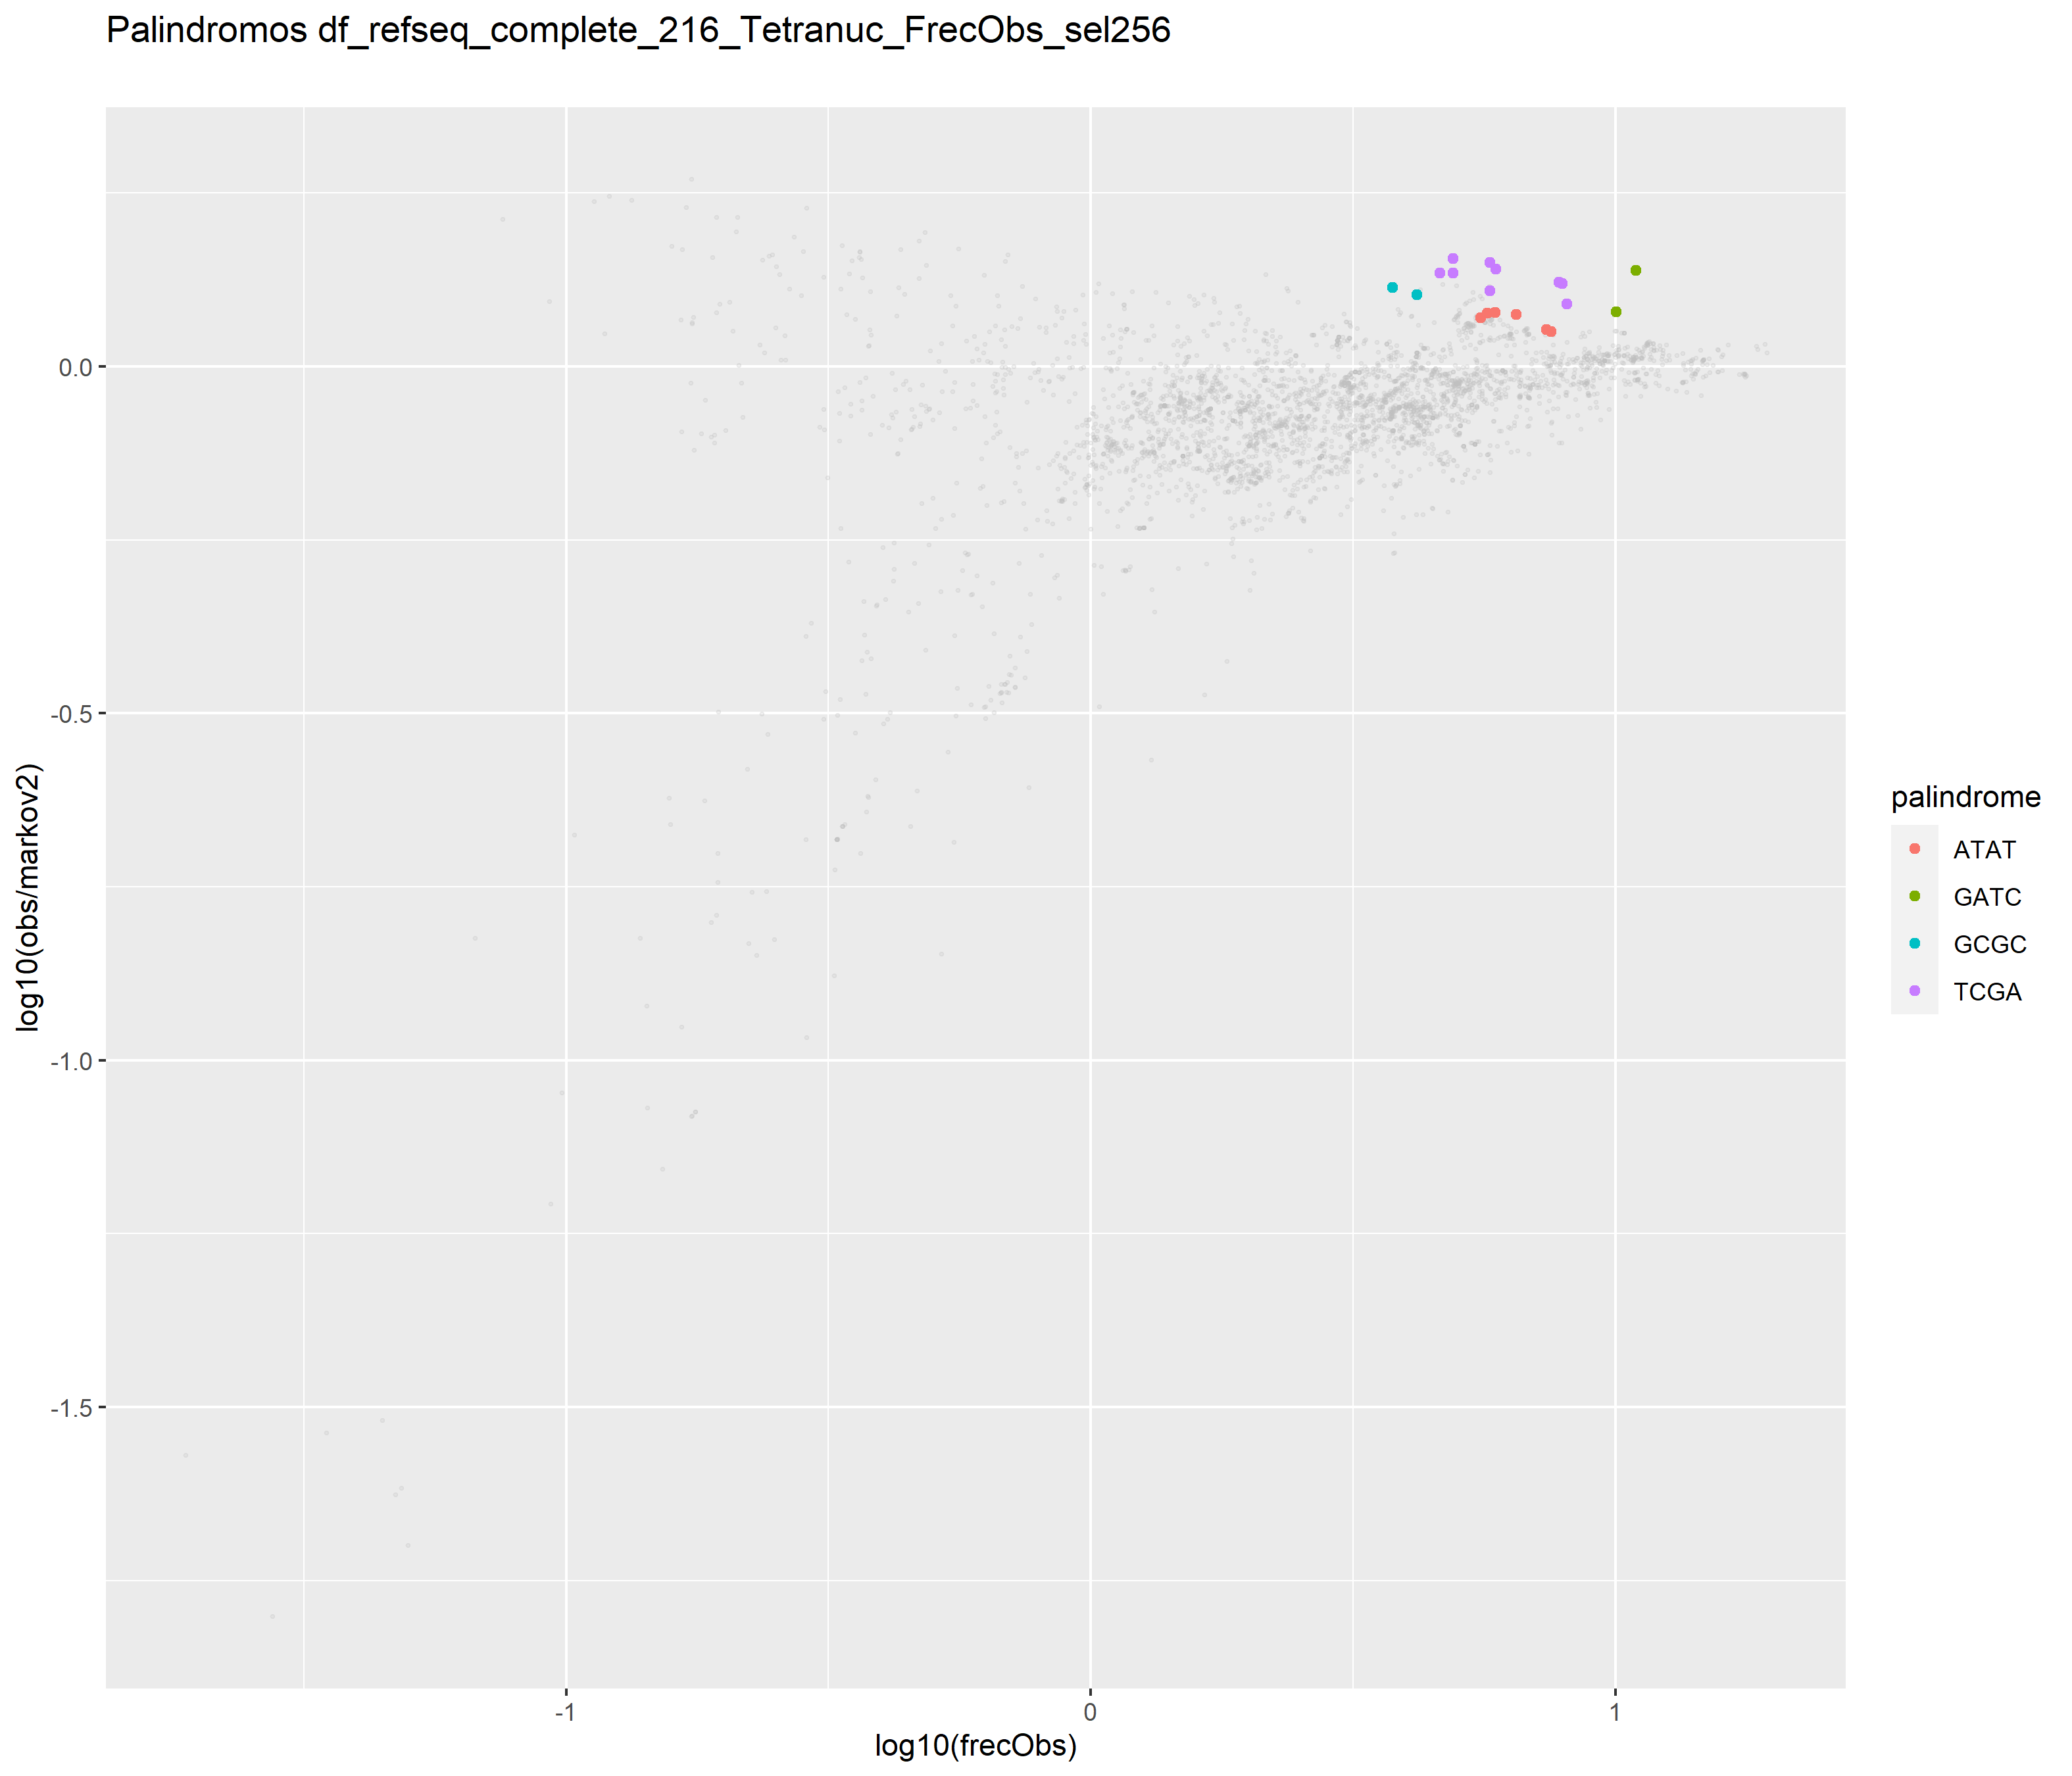 Palindromos df_refseq_complete_216_Tetranuc_FrecObs_sel256
0.0
-0.5
-1.0
-1.5
log10(obs/markov2)
-1
0
1
log10(frecObs)
palindrome
ATAT
GATC
GCGC
TCGA